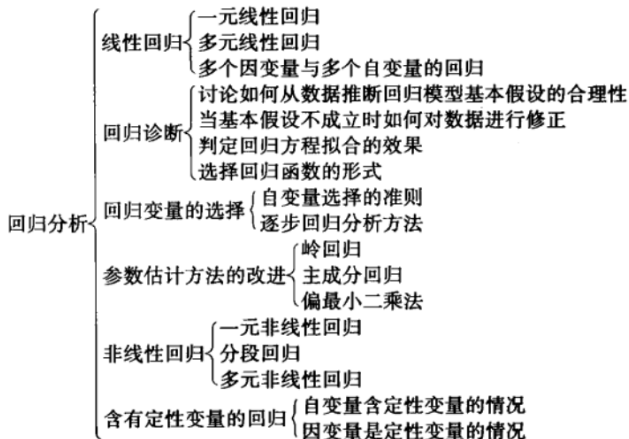 回归分析
线性回归
一元线性回归
多元线性回归
多个因变量与多个自变量的回归
回归诊断
讨论如何从数据推断回归模型基本假设的合理性
当基本假设不成立时如何对数据进行修正
判定回归方程拟合的效果
选择回归函数的形式
回归变量的选择
自变量选择的准则
逐步回归分析方法
参数估计方法的改进
岭回归
主成分回归
偏最小二乘法
非线性回归
一元非线性回归
分段回归
多元非线性回归
含有定性变量的回归
自变量含定性变量的情况
因变量是定性变量的情况